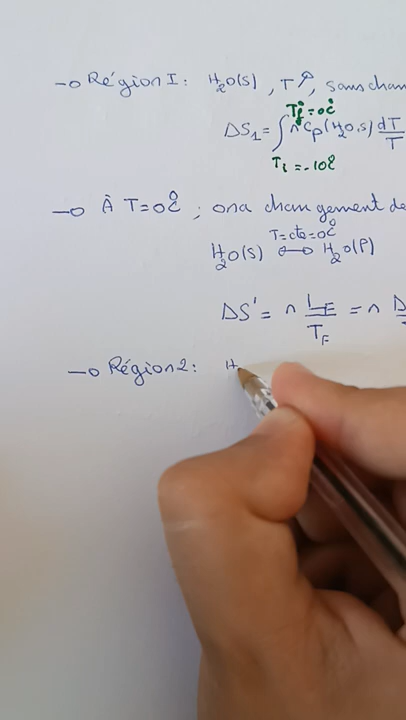 → Région I: H₂O(s), T↗, sans chan
Tf=0°C
ΔS₁=∫ n Cp(H₂O,s) dT/T
Ti=-10°C
→ À T=0°C; on a changement de
T=cte=0°C
H₂O(s) ↔ H₂O(l)
ΔS' = n LF/TF = n
→ Région 2: H